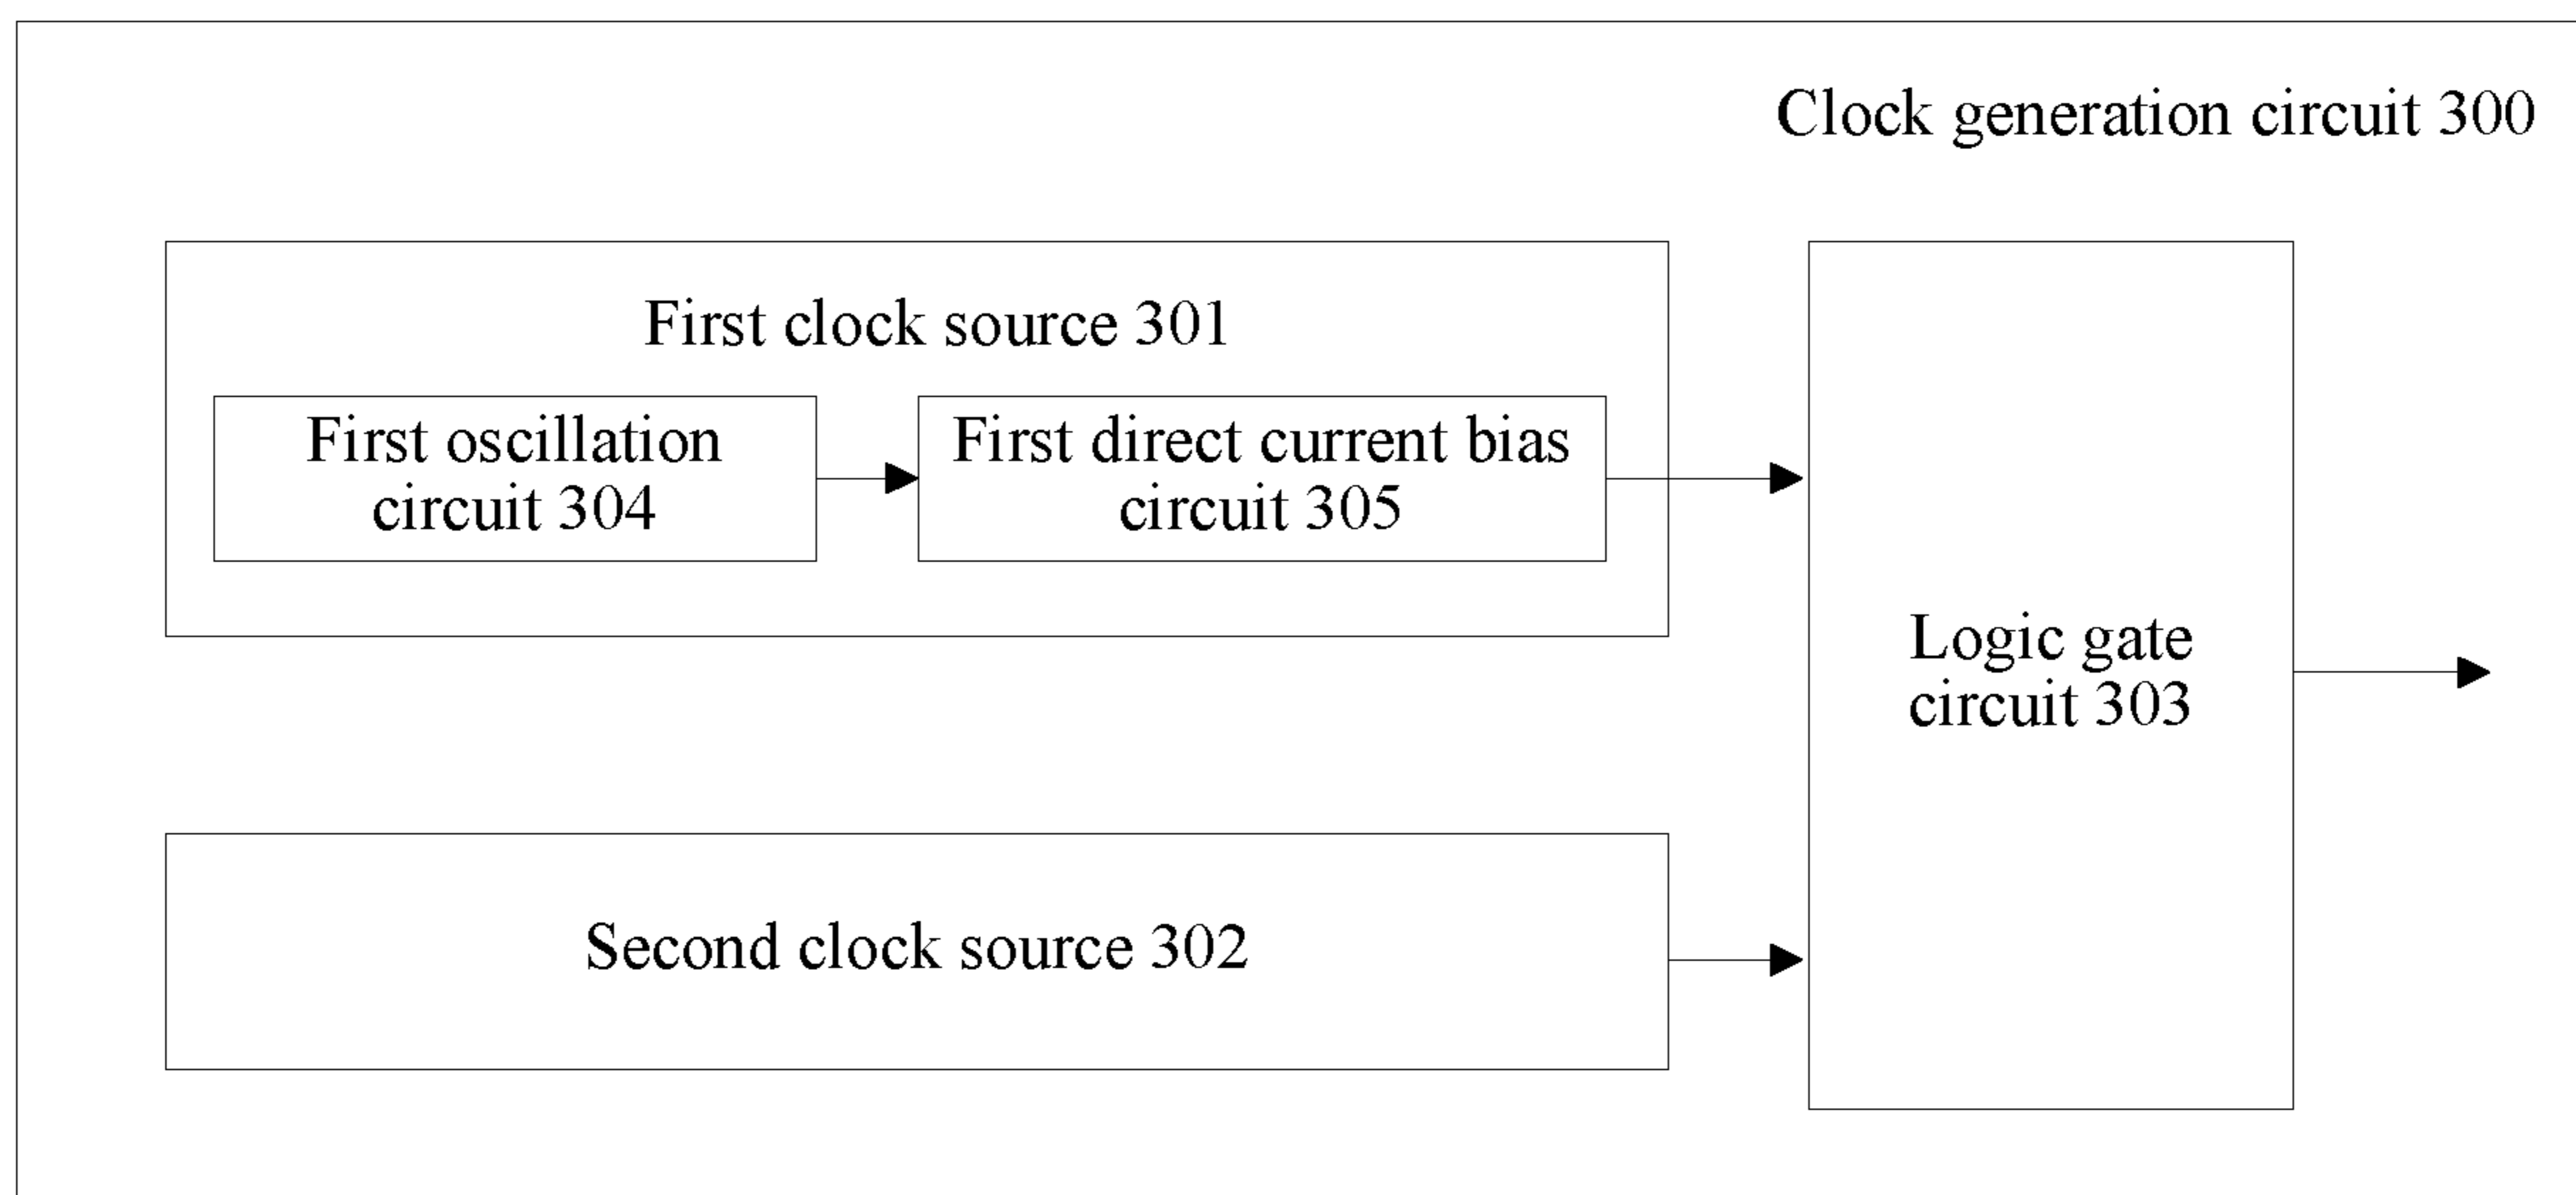 Clock generation circuit 300
First clock source 301
First oscillation
circuit 304
First direct current bias
circuit 305
Logic gate
circuit 303
Second clock source 302